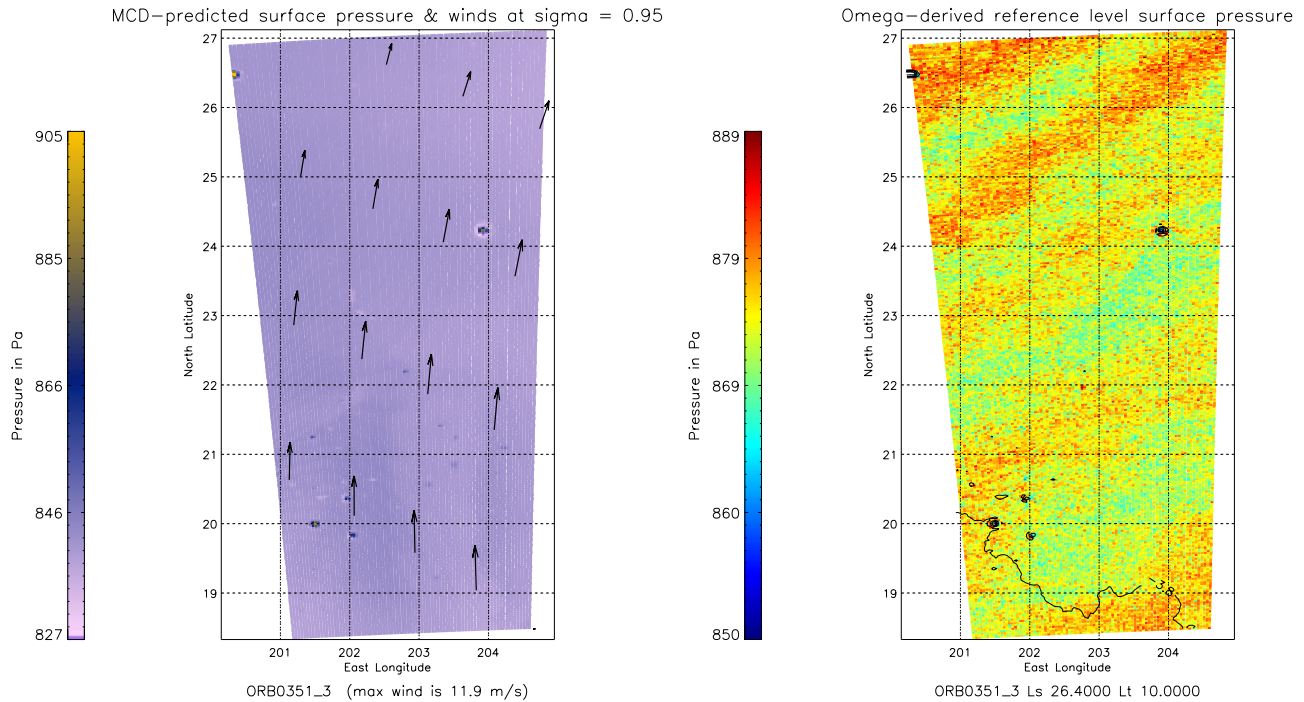 MCD-predicted surface pressure & winds at sigma = 0.95
905
885
866
846
827
Pressure in Pa
27
26
25
24
23
22
21
20
19
North Latitude
201 202 203 204
East Longitude
ORB0351_3 (max wind is 11.9 m/s)
Omega-derived reference level surface pressure
889
879
869
860
850
Pressure in Pa
27
26
25
24
23
22
21
20
19
North Latitude
201 202 203 204
East Longitude
ORB0351_3 Ls 26.4000 Lt 10.0000